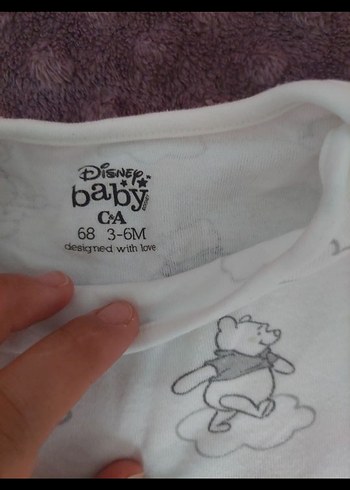 Disney
baby
C&A
68 3-6M
designed with love